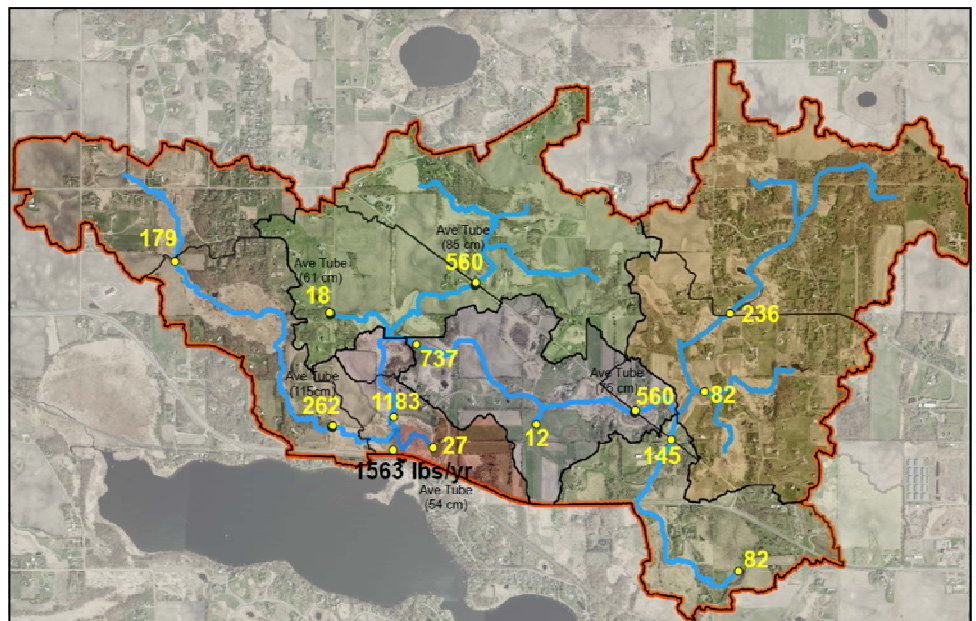 179
Ave Tube
(85 cm)
560
Ave Tube
(61 cm)
18
236
737
Ave Tube
(115cm)
262
1183
Ave Tube
(75 cm)
560
82
12
27
145
1563 lbs/yr
Ave Tube
(54 cm)
82